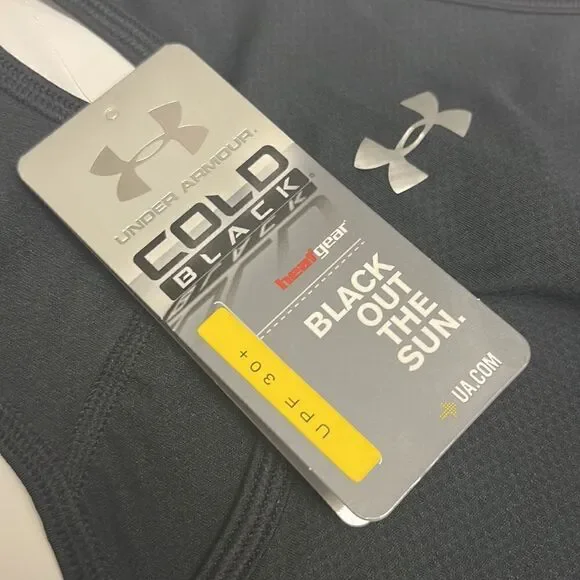 UNDER ARMOUR.
COLD
BLACK®
heatgear
BLACK
OUT
THE
SUN.
UPF 30+
UA.COM